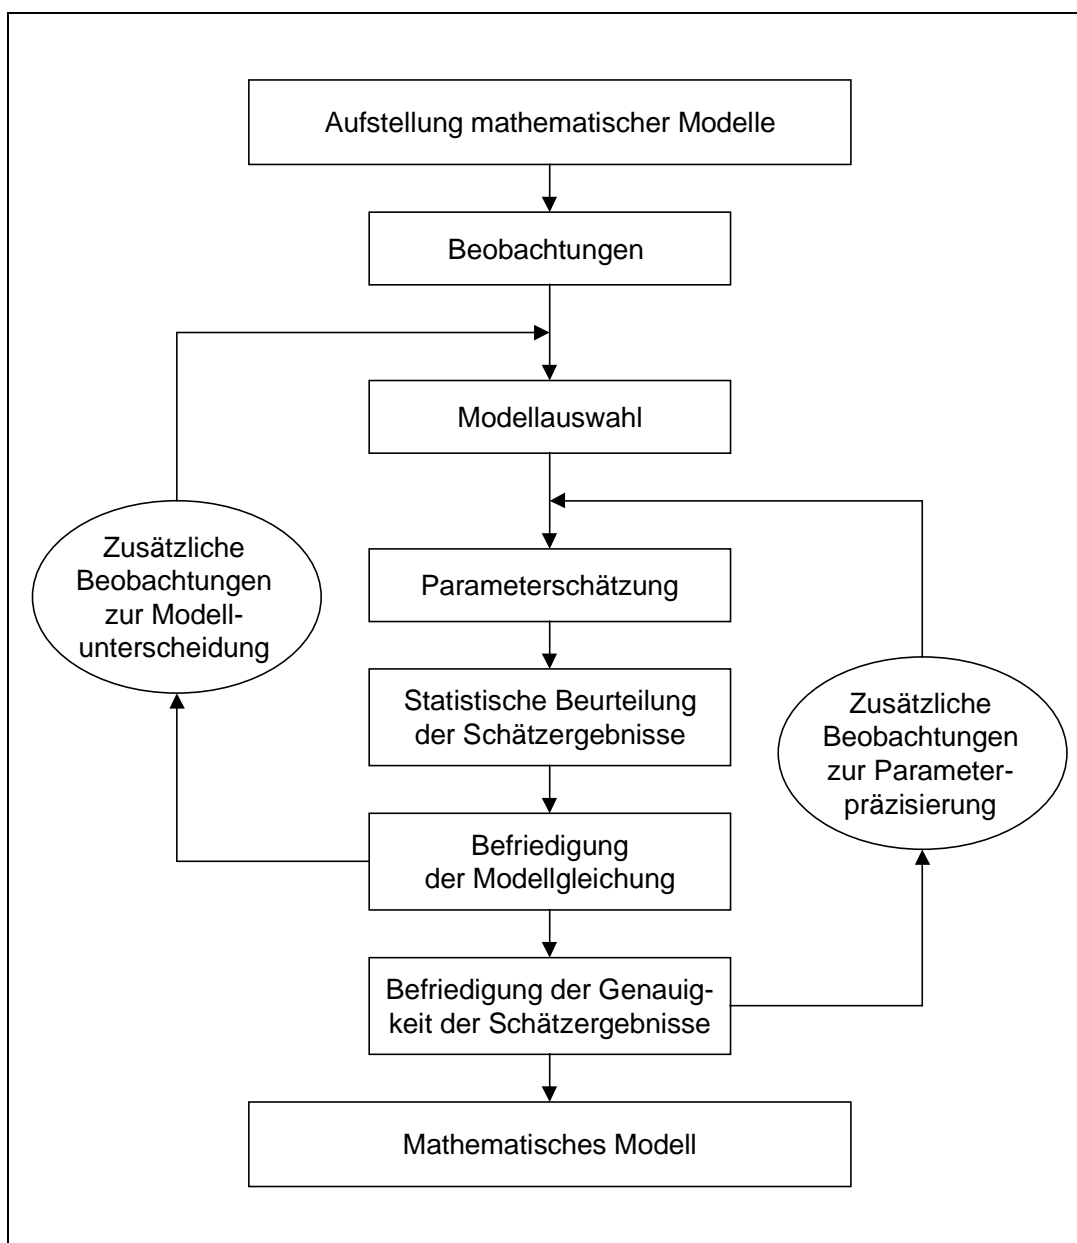 Aufstellung mathematischer Modelle
Beobachtungen
Modellauswahl
Zusätzliche
Beobachtungen
zur Modell-
unterscheidung
Parameterschätzung
Statistische Beurteilung
der Schätzergebnisse
Zusätzliche
Beobachtungen
zur Parameter-
präzisierung
Befriedigung
der Modellgleichung
Befriedigung der Genauig-
keit der Schätzergebnisse
Mathematisches Modell